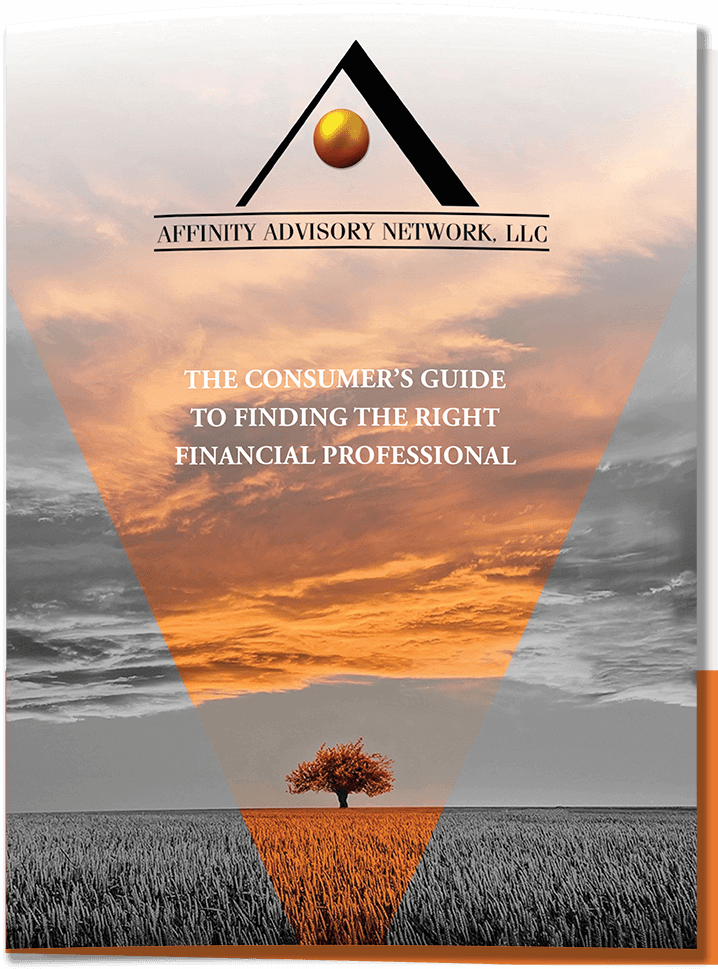 AFFINITY ADVISORY NETWORK, LLC
THE CONSUMER'S GUIDE
TO FINDING THE RIGHT
FINANCIAL PROFESSIONAL